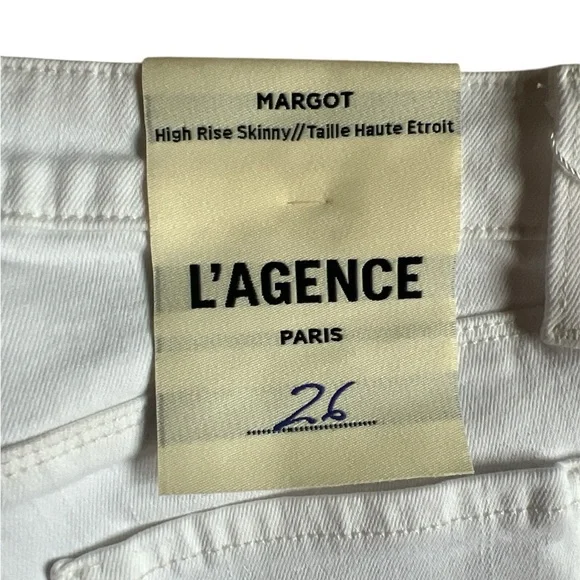 MARGOT
High Rise Skinny//Taille Haute Etroit
L'AGENCE
PARIS
26